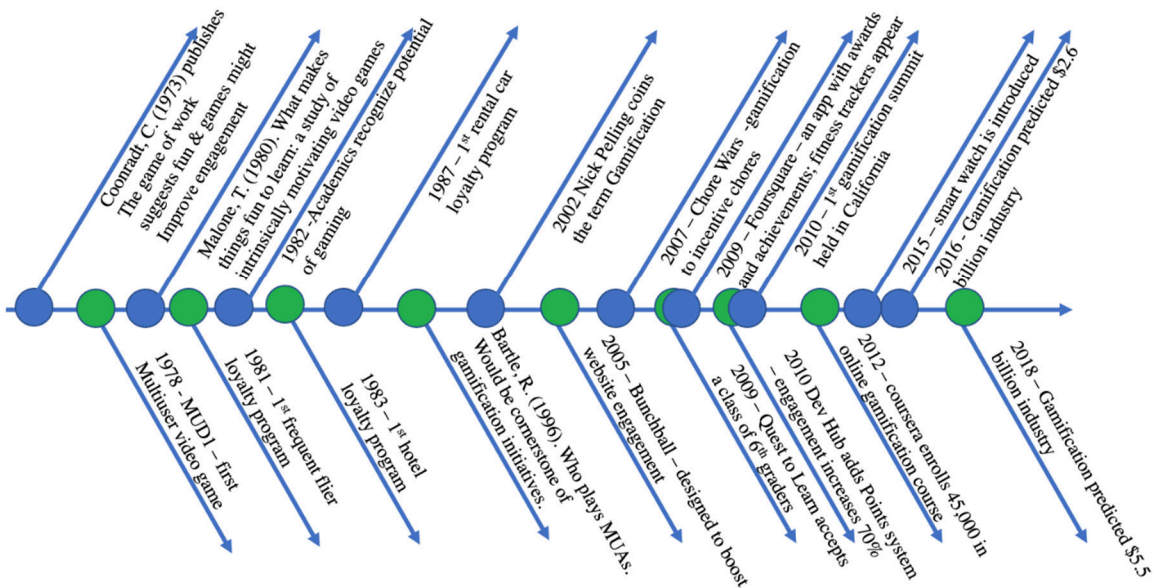 Coonradt, C. (1973) publishes
The game of work
suggests fun & games might
Improve engagement
Malone, T. (1980). What makes
things fun to learn: a study of
intrinsically motivating video games
1982 -Academics recognize potential
of gaming
1987 – 1st rental car
loyalty program
2002 Nick Pelling coins
the term Gamification
2007 – Chore Wars -gamification
to incentive chores
2009 – Foursquare – an app with awards
and achievements; fitness trackers appear
2010 – 1st gamification summit
held in California
2015 – smart watch is introduced
2016 - Gamification predicted $2.6
billion industry
1978 - MUD1 – first
Multiuser video game
1981 – 1st frequent flier
loyalty program
1983 – 1st hotel
loyalty program
Bartle, R. (1996). Who plays MUAs.
Would be cornerstone of
gamification initiatives.
2005 – Bunchball – designed to boost
website engagement
2009 – Quest to Learn accepts
a class of 6th graders
2010 Dev Hub adds Points system
– engagement increases 70%
2012 – coursera enrolls 45,000 in
online gamification course
2018 – Gamification predicted $5.5
billion industry